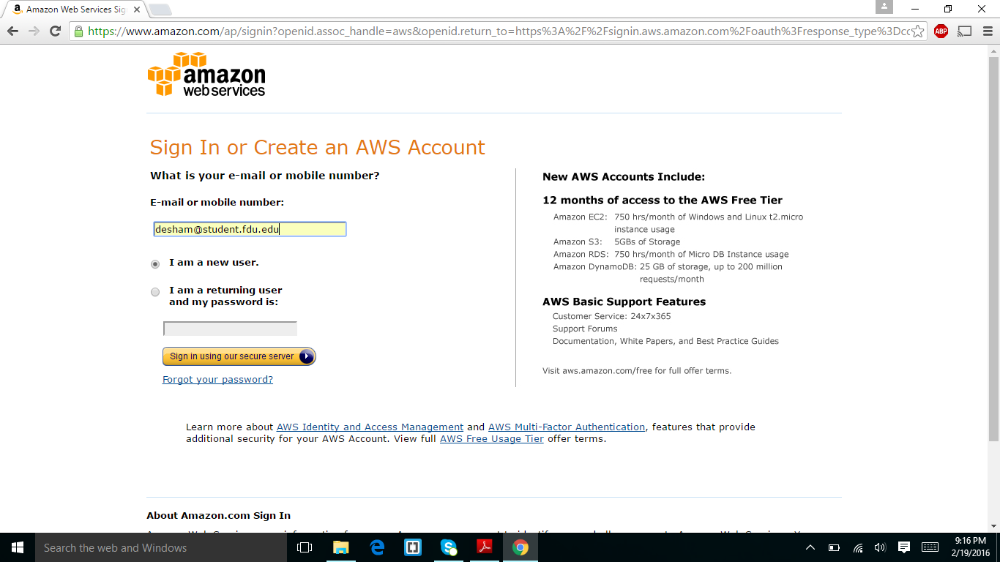 Amazon Web Services Sig
https://www.amazon.com/ap/signin?openid.assoc_handle=aws&openid.return_to=https%3A%2F%2Fsignin.aws.amazon.com%2Foauth%3Fresponse_type%3Dcc
ABP
amazon
web services
Sign In or Create an AWS Account
What is your e-mail or mobile number?
E-mail or mobile number:
desham@student.fdu.edu
I am a new user.
I am a returning user
and my password is:
Sign in using our secure server
Forgot your password?
New AWS Accounts Include:
12 months of access to the AWS Free Tier
Amazon EC2: 750 hrs/month of Windows and Linux t2.micro
instance usage
Amazon S3: 5GBs of Storage
Amazon RDS: 750 hrs/month of Micro DB Instance usage
Amazon DynamoDB: 25 GB of storage, up to 200 million
requests/month
AWS Basic Support Features
Customer Service: 24x7x365
Support Forums
Documentation, White Papers, and Best Practice Guides
Visit aws.amazon.com/free for full offer terms.
Learn more about AWS Identity and Access Management and AWS Multi-Factor Authentication, features that provide
additional security for your AWS Account. View full AWS Free Usage Tier offer terms.
About Amazon.com Sign In
Search the web and Windows
9:16 PM
2/19/2016